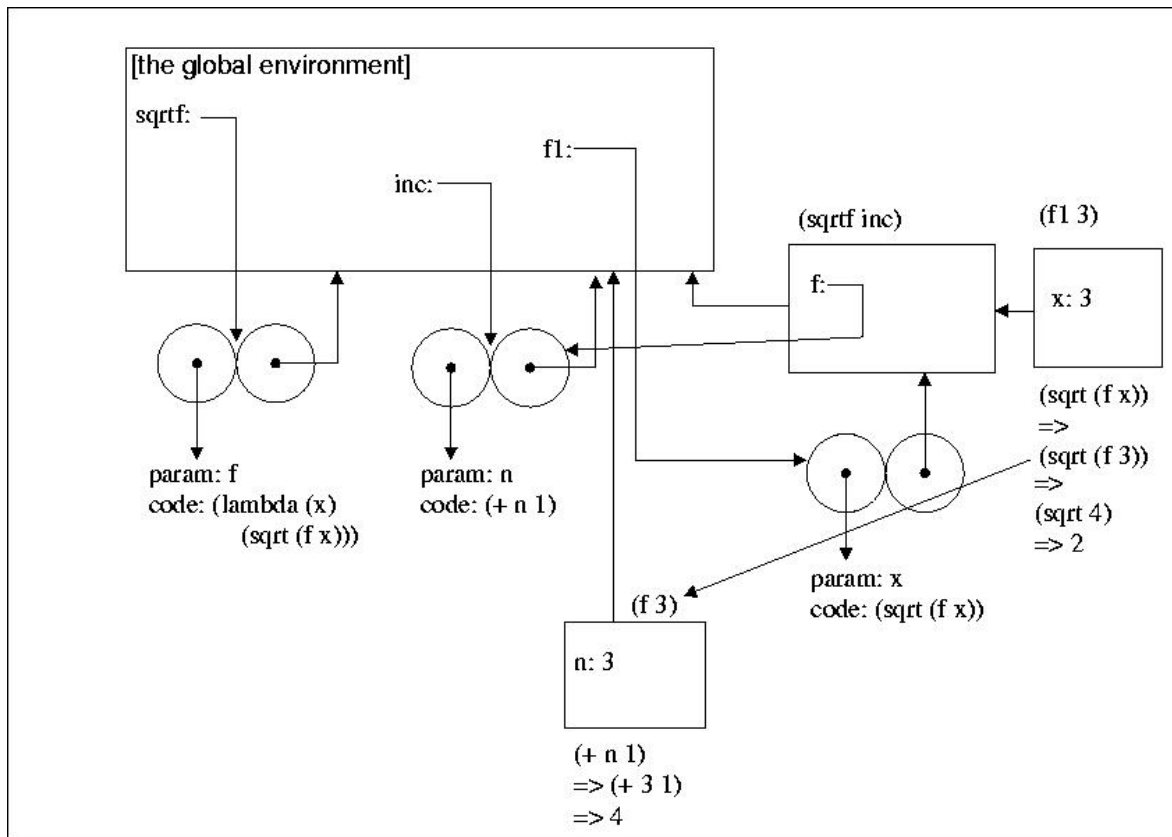 [the global environment]
sqrtf:
f1:
inc:
(sqrtf inc)
(f1 3)
f:
x: 3
param: f
code: (lambda (x)
(sqrt (f x)))
param: n
code: (+ n 1)
(sqrt (f x))
=>
(sqrt (f 3))
=>
(sqrt 4)
=> 2
param: x
code: (sqrt (f x))
(f 3)
n: 3
(+ n 1)
=> (+ 3 1)
=> 4